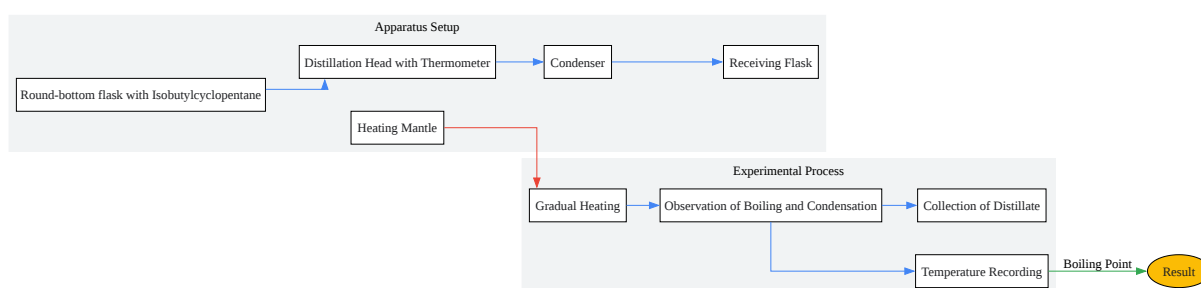 Apparatus Setup
Distillation Head with Thermometer
Condenser
Receiving Flask
Round-bottom flask with Isobutylcyclopentane
Heating Mantle
Experimental Process
Gradual Heating
Observation of Boiling and Condensation
Collection of Distillate
Temperature Recording
Boiling Point
Result